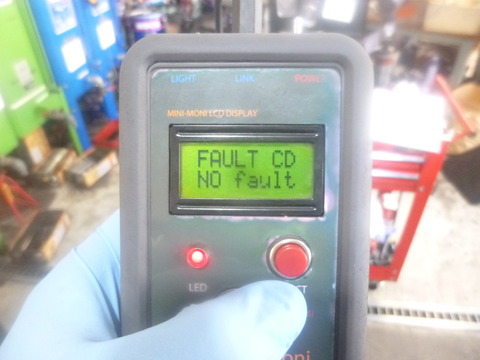 LIGHT LINK POWER
MINI-MONI LCD DISPLAY
FAULT CD
NO fault
LED